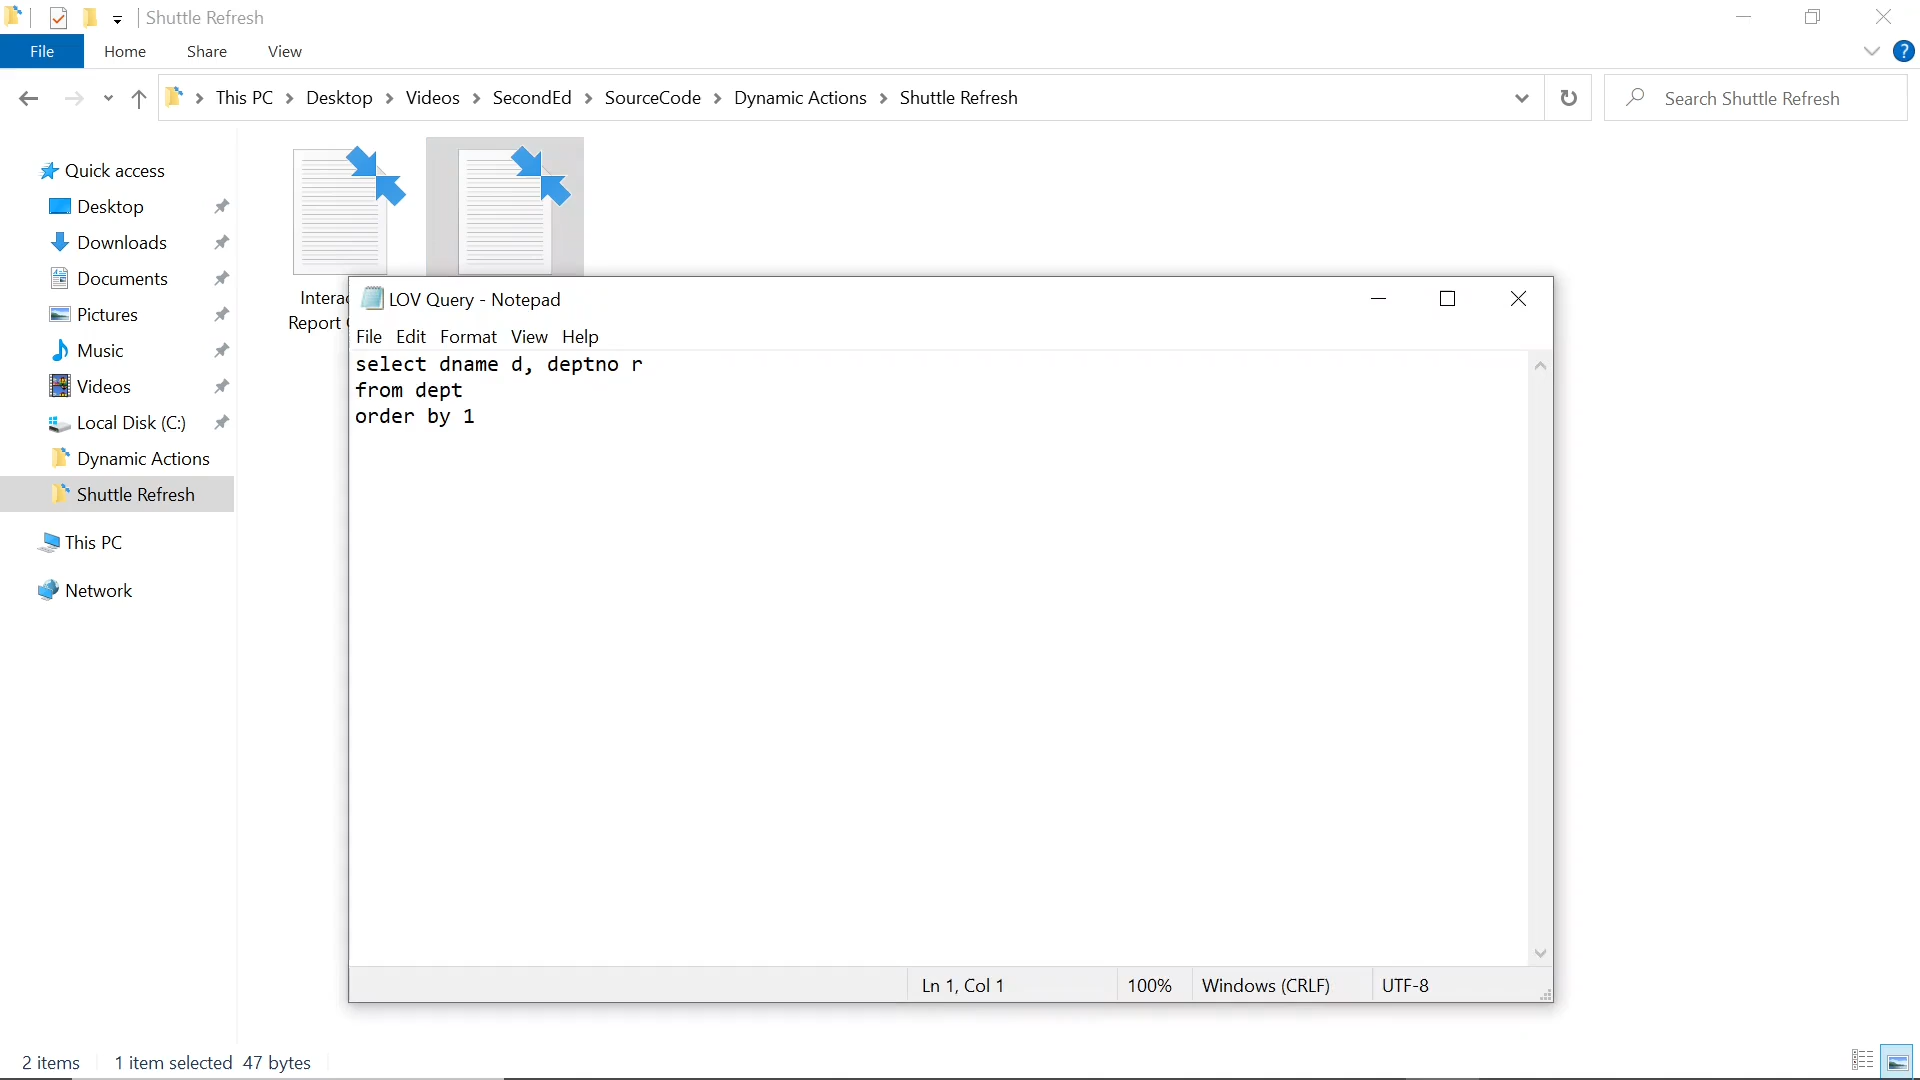 Shuttle Refresh
File Home Share View
This PC Desktop Videos SecondEd SourceCode Dynamic Actions Shuttle Refresh
Search Shuttle Refresh
Quick access
Desktop
Downloads
Documents
Pictures
Music
Videos
Local Disk (C:)
Dynamic Actions
Shuttle Refresh
This PC
Network
Report
LOV Query - Notepad
File Edit Format View Help
select dname d, deptno r
from dept
order by 1
Ln 1, Col 1 100% Windows (CRLF) UTF-8
2 items 1 item selected 47 bytes